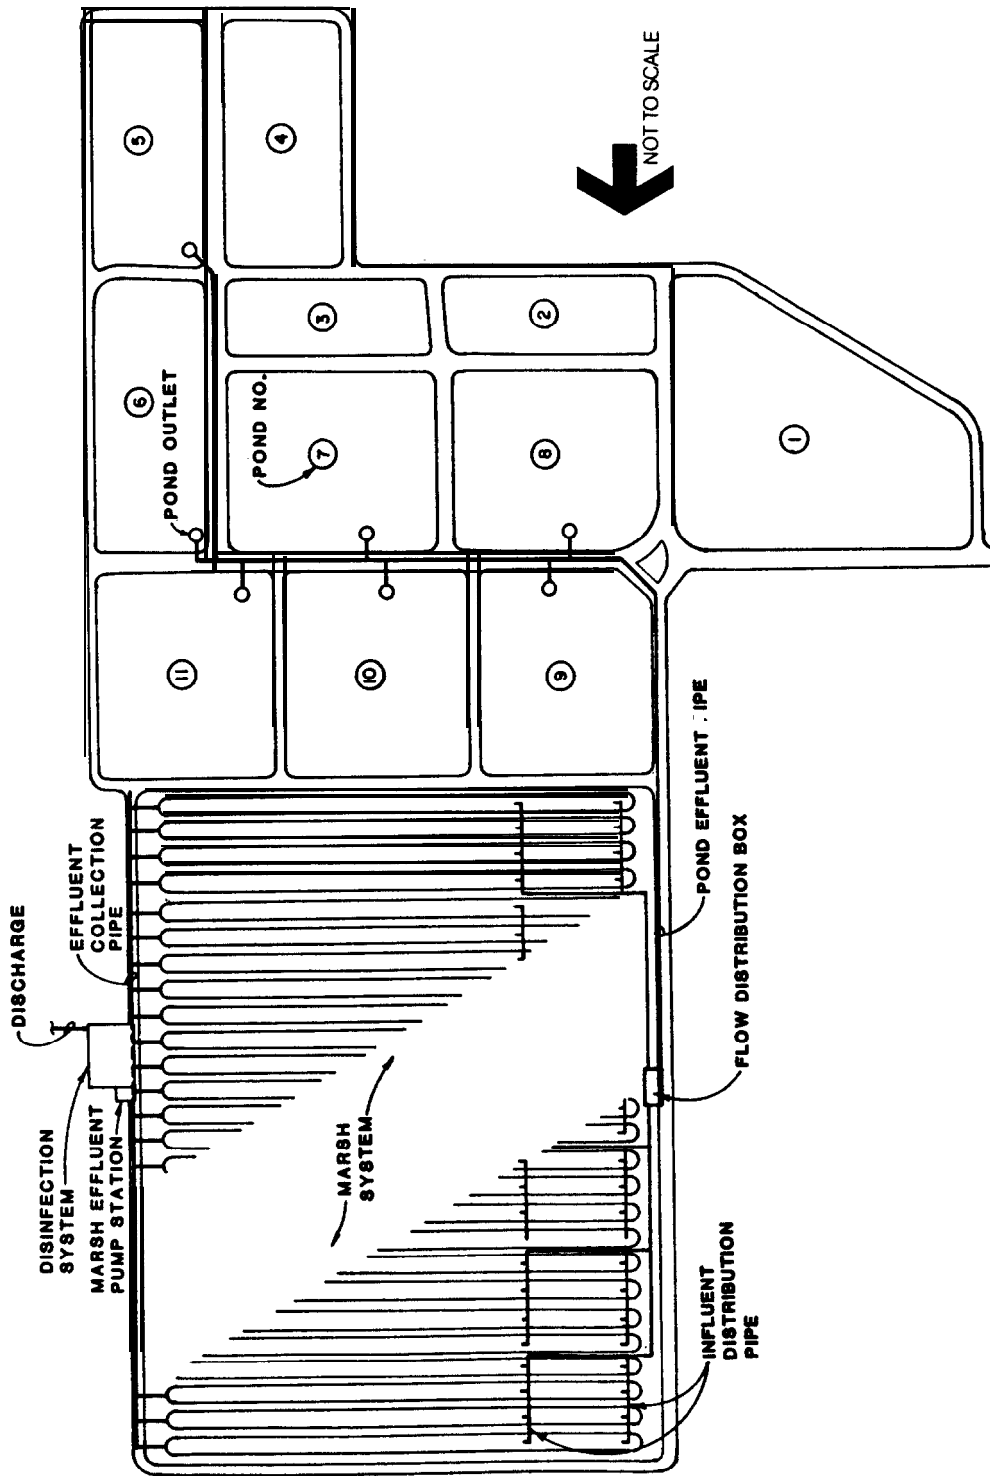 DISCHARGE
DISINFECTION
SYSTEM
MARSH EFFLUENT
PUMP STATION
EFFLUENT
COLLECTION
PIPE
11
6
5
POND OUTLET
10
7
POND NO.
3
4
9
8
2
1
MARSH
SYSTEM
INFLUENT
DISTRIBUTION
PIPE
FLOW DISTRIBUTION BOX
POND EFFLUENT
NOT TO SCALE